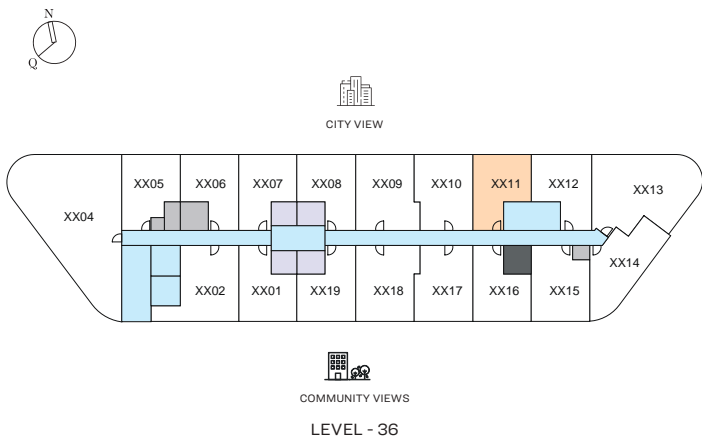 N
Q
CITY VIEW
XX05 XX06 XX07 XX08 XX09 XX10 XX11 XX12 XX13
XX04
XX14
XX02 XX01 XX19 XX18 XX17 XX16 XX15
COMMUNITY VIEWS
LEVEL - 36